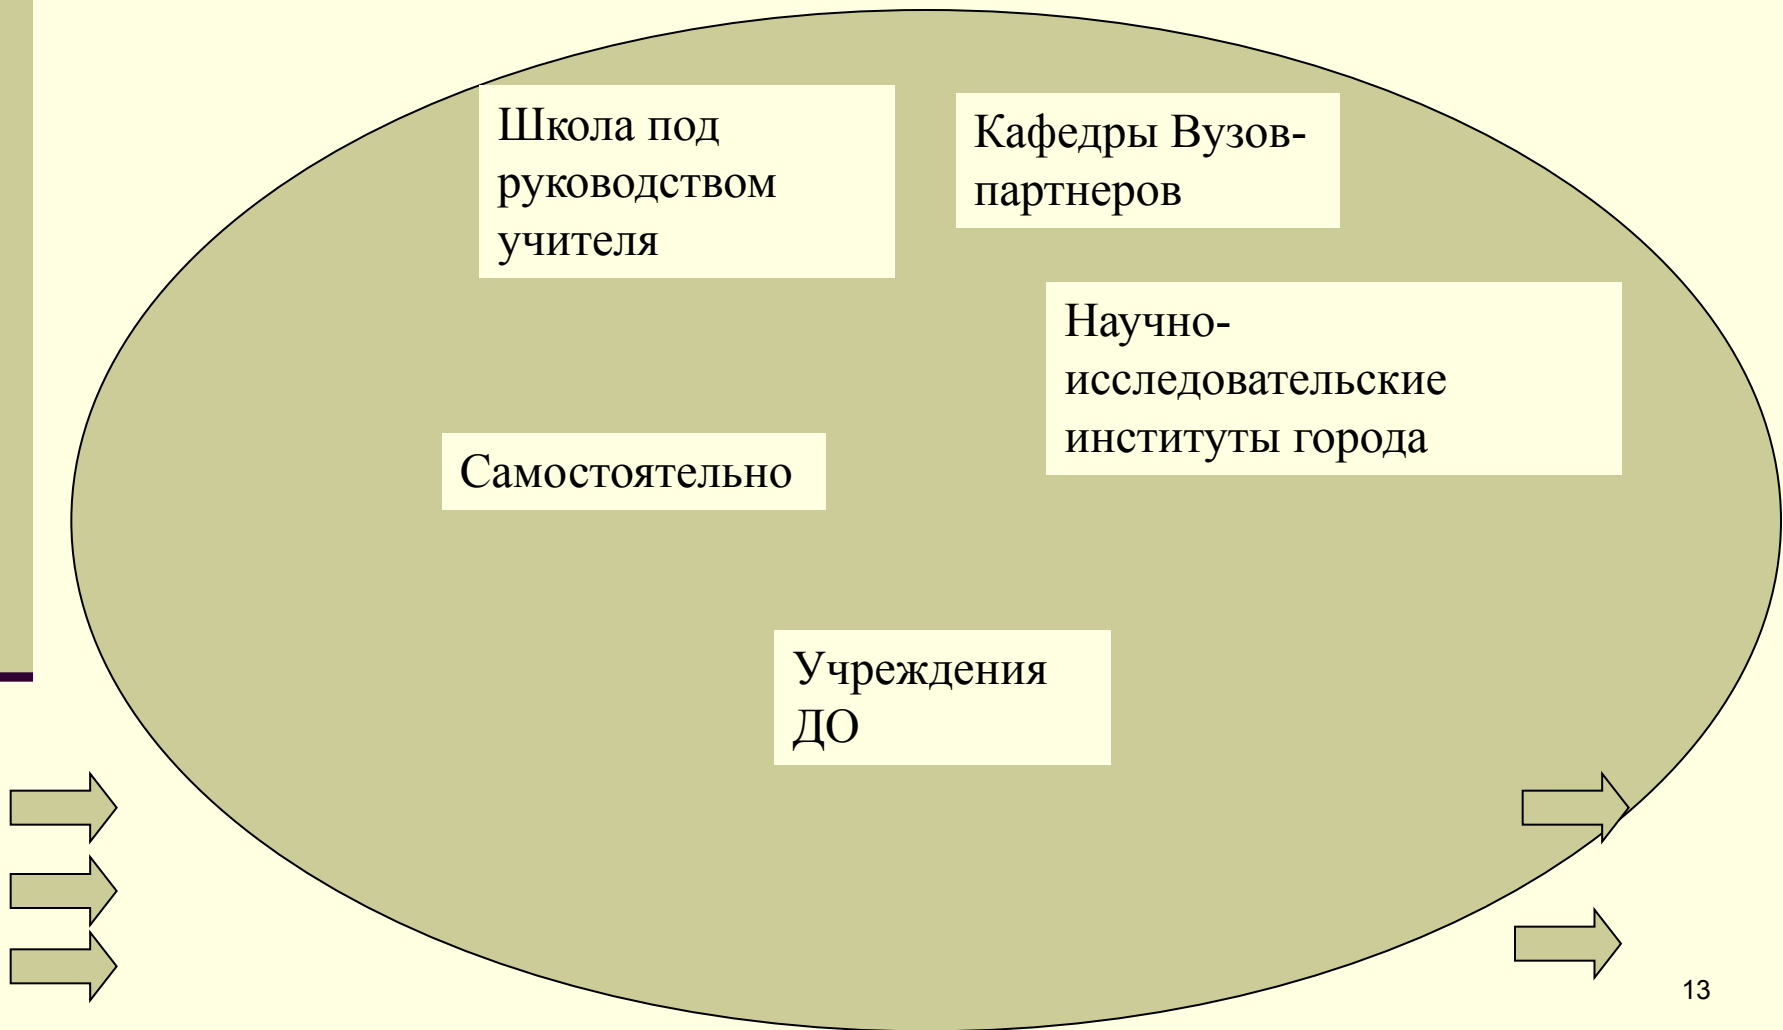 Школа под
руководством
учителя
Кафедры Вузов-
партнеров
Научно-
исследовательские
институты города
Самостоятельно
Учреждения
ДО
13